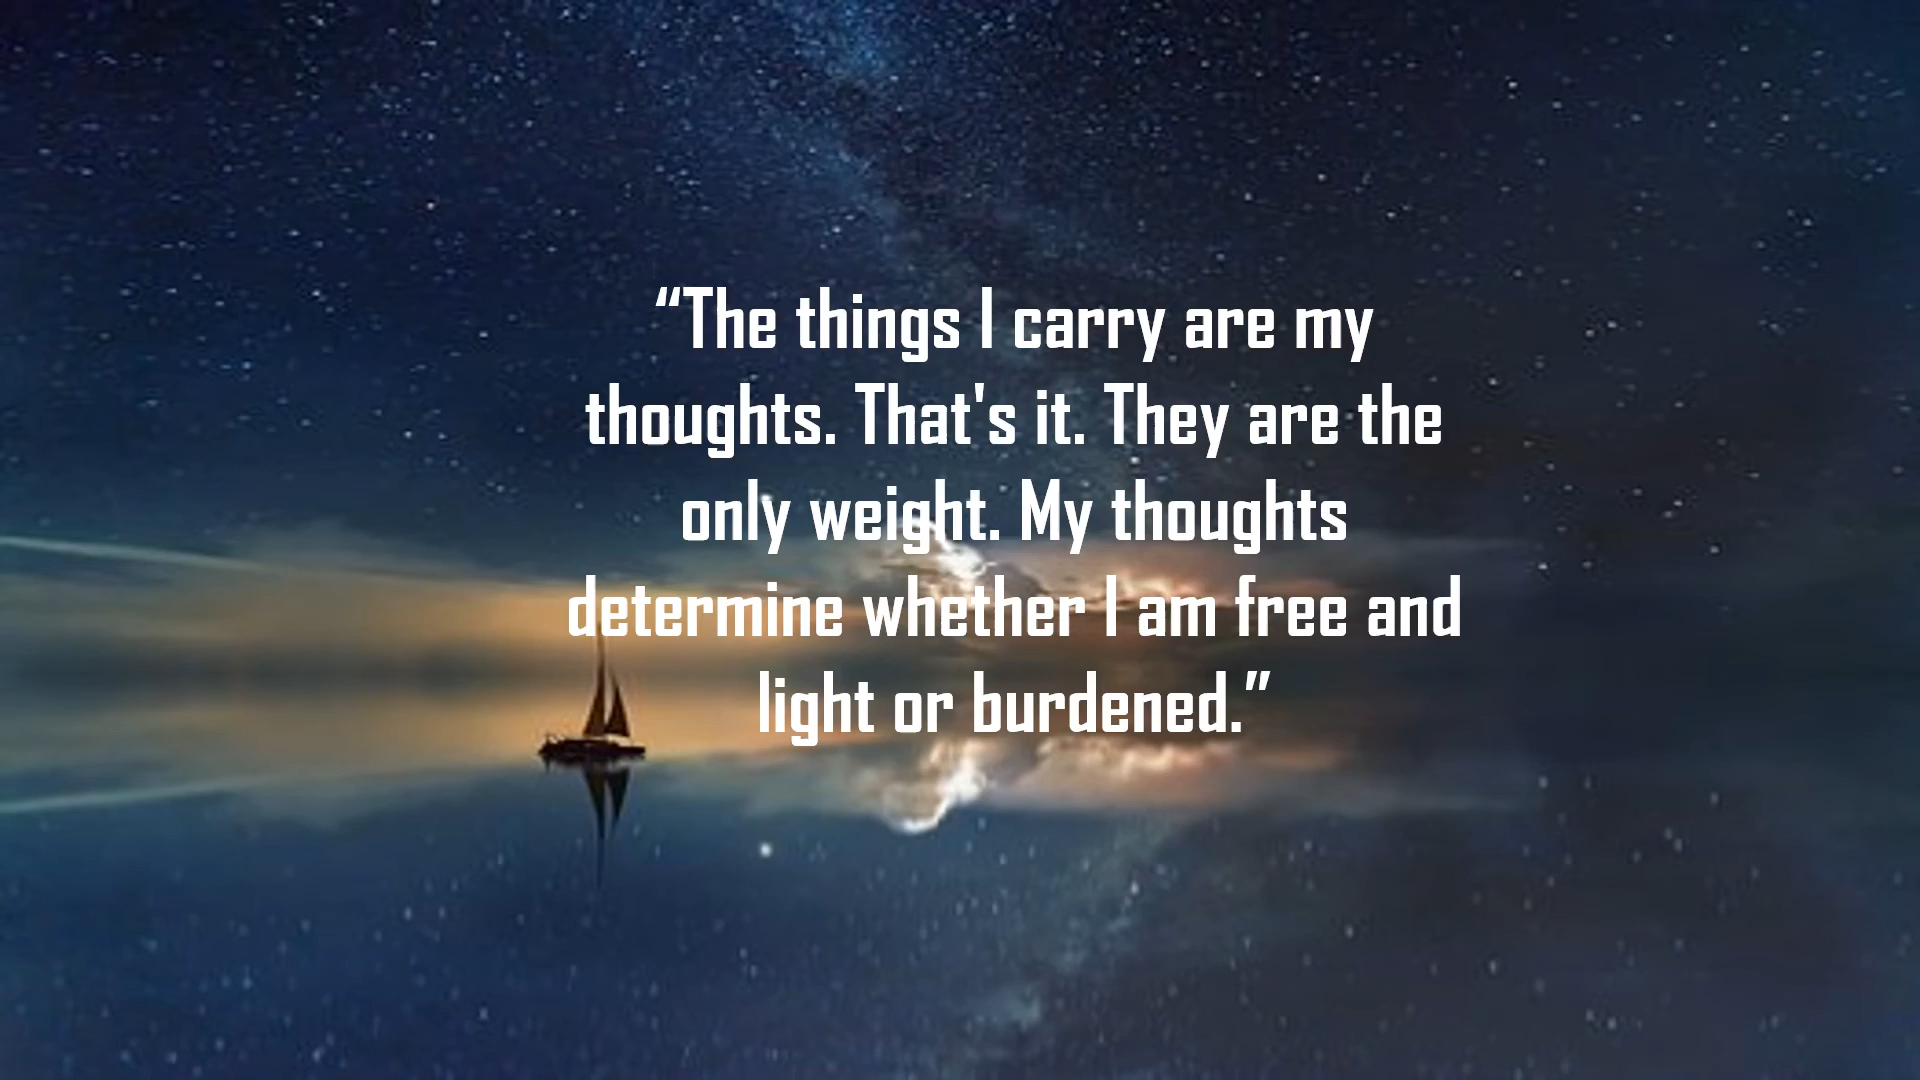 “The things I carry are my
thoughts. That's it. They are the
only weight. My thoughts
determine whether I am free and
light or burdened.”